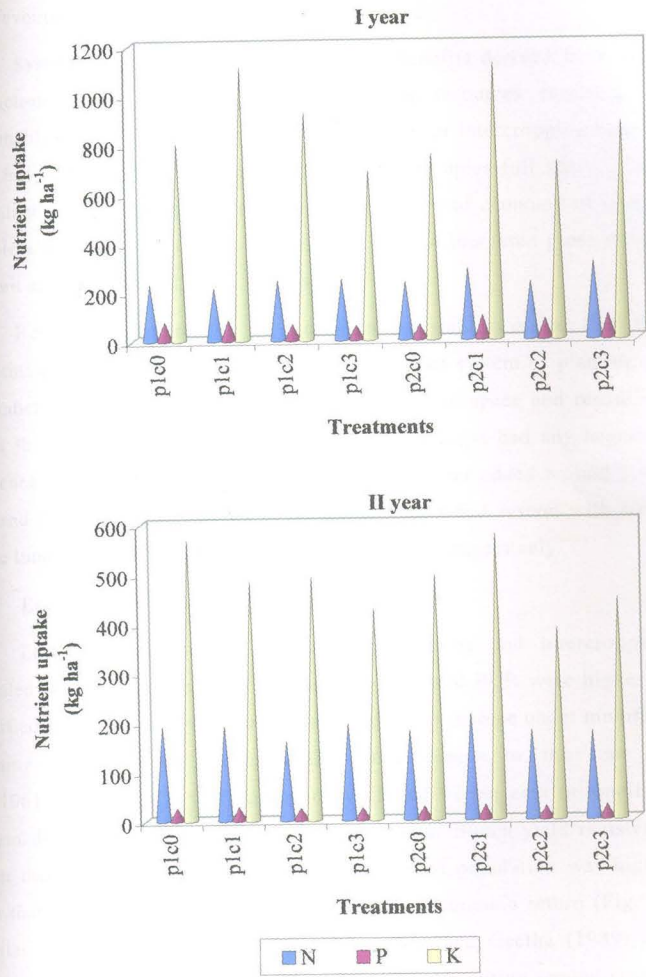 I year
Nutrient uptake
(kg ha⁻¹)
1200
1000
800
600
400
200
0
p1c0
p1c1
p1c2
p1c3
p2c0
p2c1
p2c2
p2c3
Treatments
II year
Nutrient uptake
(kg ha⁻¹)
600
500
400
300
200
100
0
p1c0
p1c1
p1c2
p1c3
p2c0
p2c1
p2c2
p2c3
Treatments
N P K